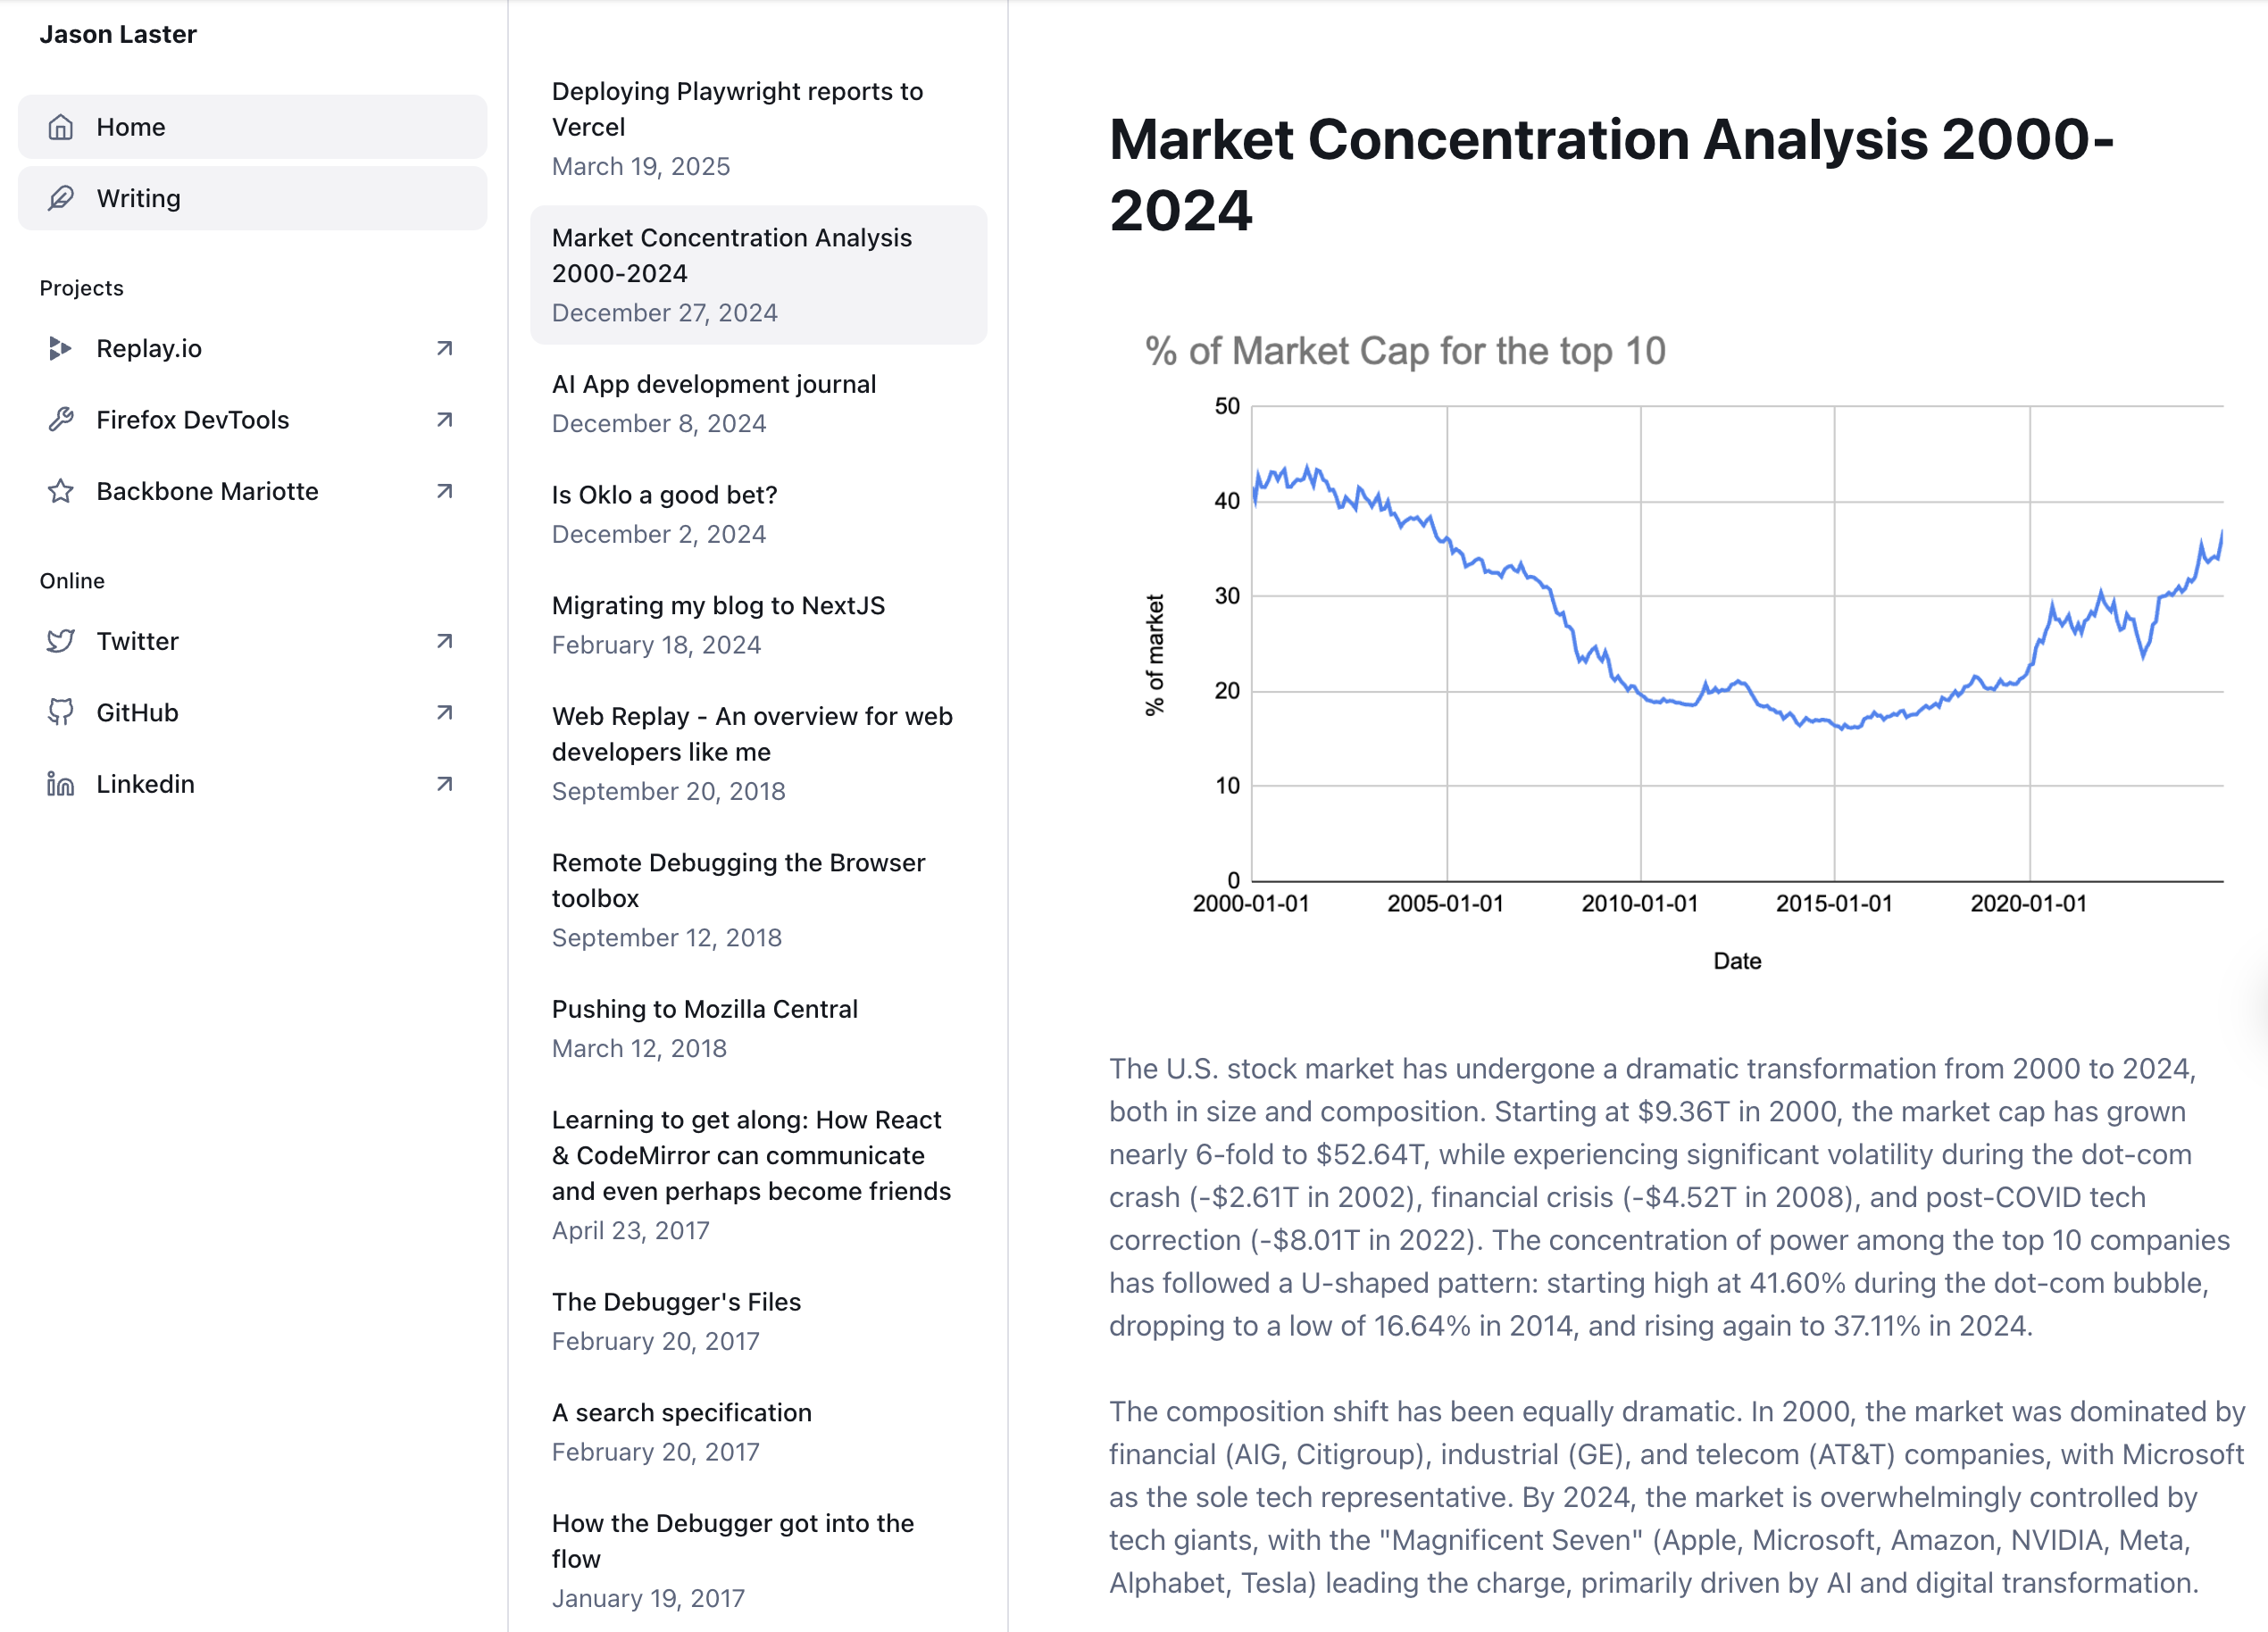 Jason Laster
Home
Writing
Projects
Replay.io
Firefox DevTools
Backbone Mariotte
Online
Twitter
GitHub
Linkedin
Deploying Playwright reports to
Vercel
March 19, 2025
Market Concentration Analysis
2000-2024
December 27, 2024
AI App development journal
December 8, 2024
Is Oklo a good bet?
December 2, 2024
Migrating my blog to NextJS
February 18, 2024
Web Replay - An overview for web
developers like me
September 20, 2018
Remote Debugging the Browser
toolbox
September 12, 2018
Pushing to Mozilla Central
March 12, 2018
Learning to get along: How React
& CodeMirror can communicate
and even perhaps become friends
April 23, 2017
The Debugger's Files
February 20, 2017
A search specification
February 20, 2017
How the Debugger got into the
flow
January 19, 2017
Market Concentration Analysis 2000-
2024
% of Market Cap for the top 10
50
40
30
20
10
0
% of market
2000-01-01 2005-01-01 2010-01-01 2015-01-01 2020-01-01
Date
The U.S. stock market has undergone a dramatic transformation from 2000 to 2024,
both in size and composition. Starting at $9.36T in 2000, the market cap has grown
nearly 6-fold to $52.64T, while experiencing significant volatility during the dot-com
crash (-$2.61T in 2002), financial crisis (-$4.52T in 2008), and post-COVID tech
correction (-$8.01T in 2022). The concentration of power among the top 10 companies
has followed a U-shaped pattern: starting high at 41.60% during the dot-com bubble,
dropping to a low of 16.64% in 2014, and rising again to 37.11% in 2024.
The composition shift has been equally dramatic. In 2000, the market was dominated by
financial (AIG, Citigroup), industrial (GE), and telecom (AT&T) companies, with Microsoft
as the sole tech representative. By 2024, the market is overwhelmingly controlled by
tech giants, with the "Magnificent Seven" (Apple, Microsoft, Amazon, NVIDIA, Meta,
Alphabet, Tesla) leading the charge, primarily driven by AI and digital transformation.